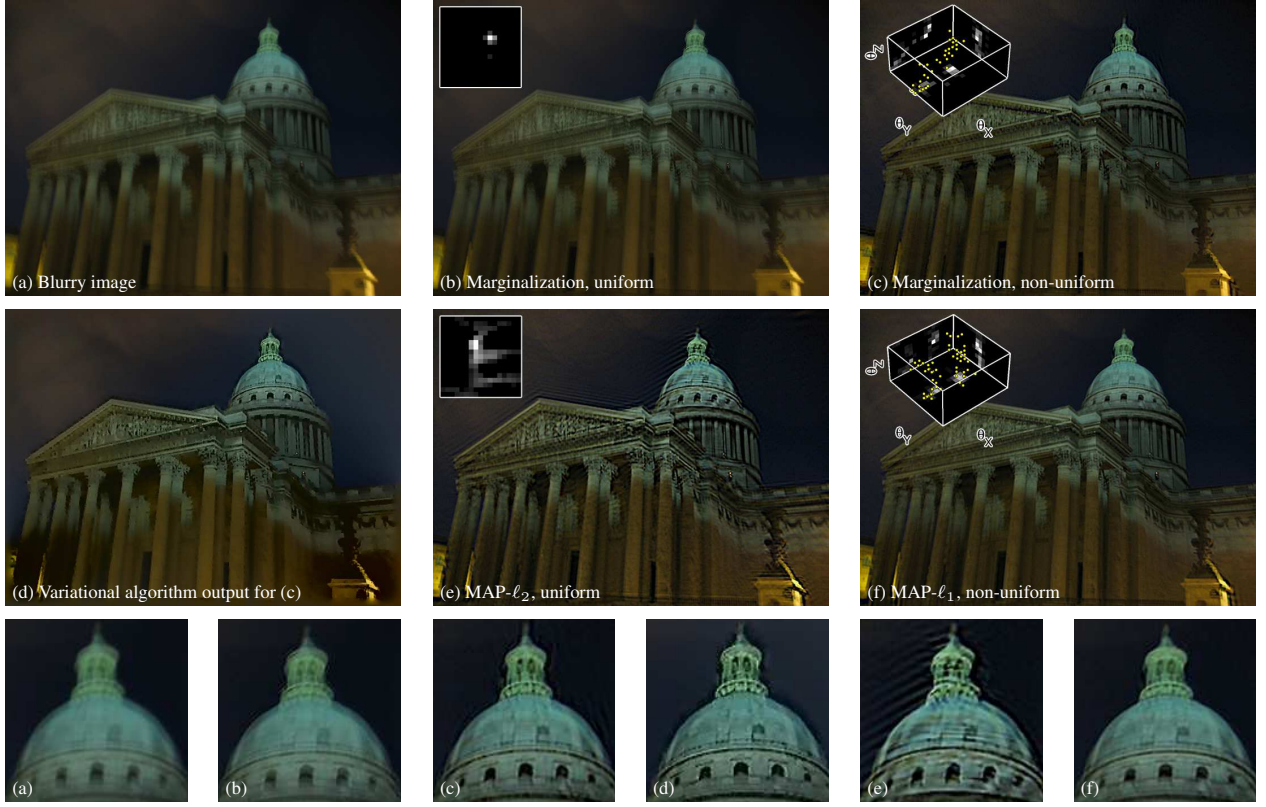 (a) Blurry image
(b) Marginalization, uniform
θZ
θY
θX
(c) Marginalization, non-uniform
(d) Variational algorithm output for (c)
(e) MAP-ℓ₂, uniform
θZ
θY
θX
(f) MAP-ℓ₁, non-uniform
(a)
(b)
(c)
(d)
(e)
(f)